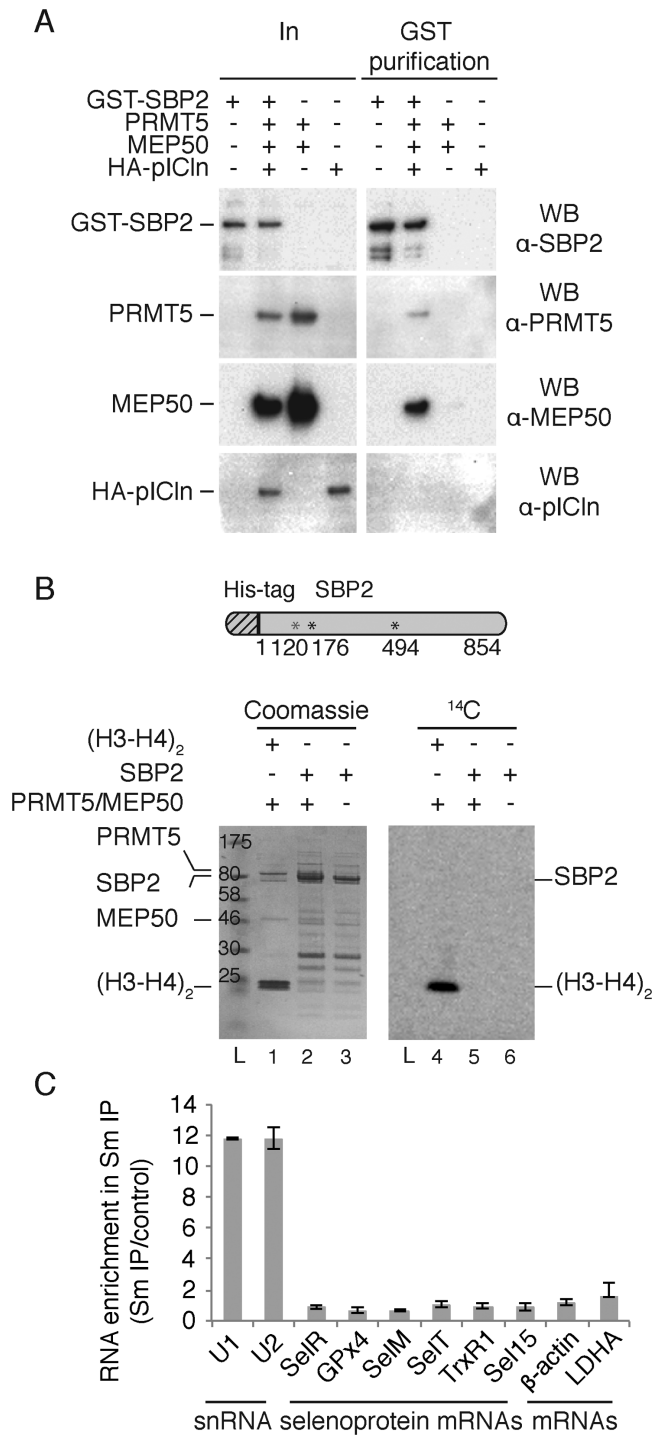 A
In
GST
purification
GST-SBP2 + + - - + + - -
PRMT5 - + + - - + + -
MEP50 - + + - - + + -
HA-pICln - + - + - + - +
GST-SBP2
WB
α-SBP2
PRMT5
WB
α-PRMT5
MEP50
WB
α-MEP50
HA-pICln
WB
α-pICln
B
His-tag SBP2
* * *
1 120 176 494 854
Coomassie 14C
(H3-H4)2 + - - + - -
SBP2 - + + - + +
PRMT5/MEP50 + + - + + -
PRMT5
SBP2
MEP50
(H3-H4)2
175
80
58
46
30
25
SBP2
(H3-H4)2
L 1 2 3 L 4 5 6
C
RNA enrichment in Sm IP
(Sm IP/control)
14
12
10
8
6
4
2
0
U1 U2 SelR GPx4 SelM SelT TrxR1 Sel15 β-actin LDHA
snRNA selenoprotein mRNAs mRNAs